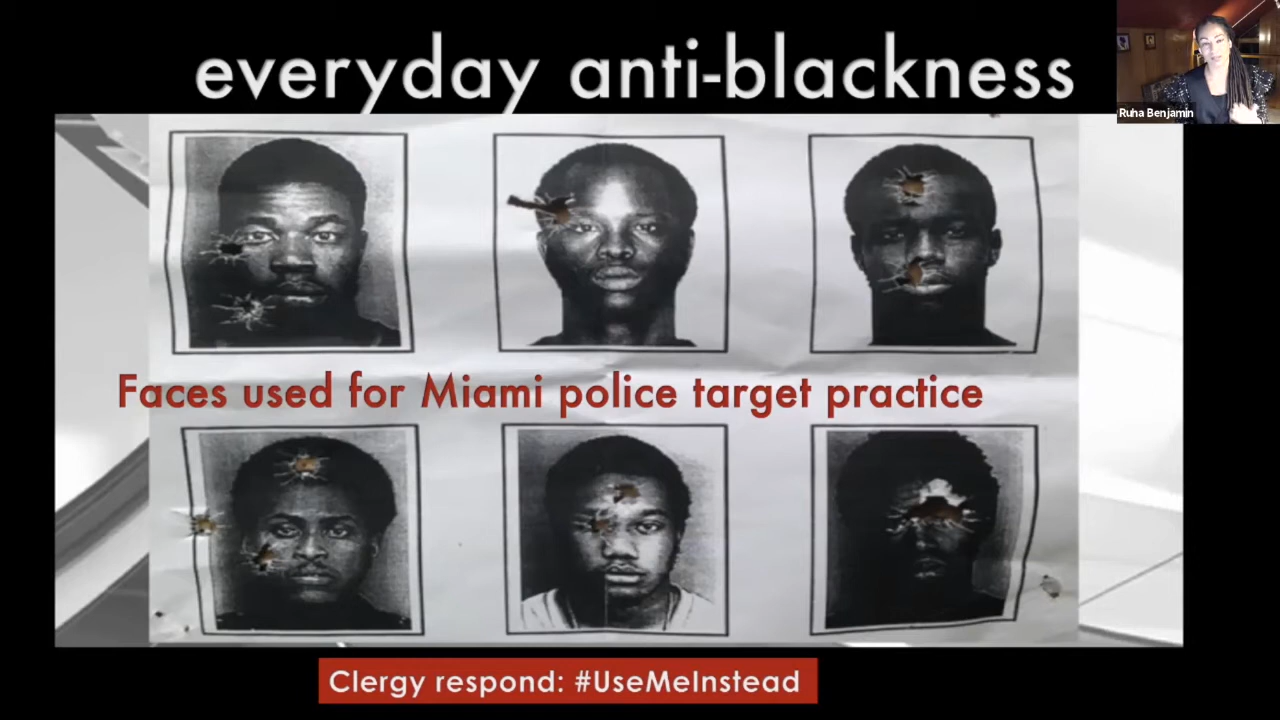 everyday anti-blackness
Ruha Benjamin
Faces used for Miami police target practice
Clergy respond: #UseMeInstead